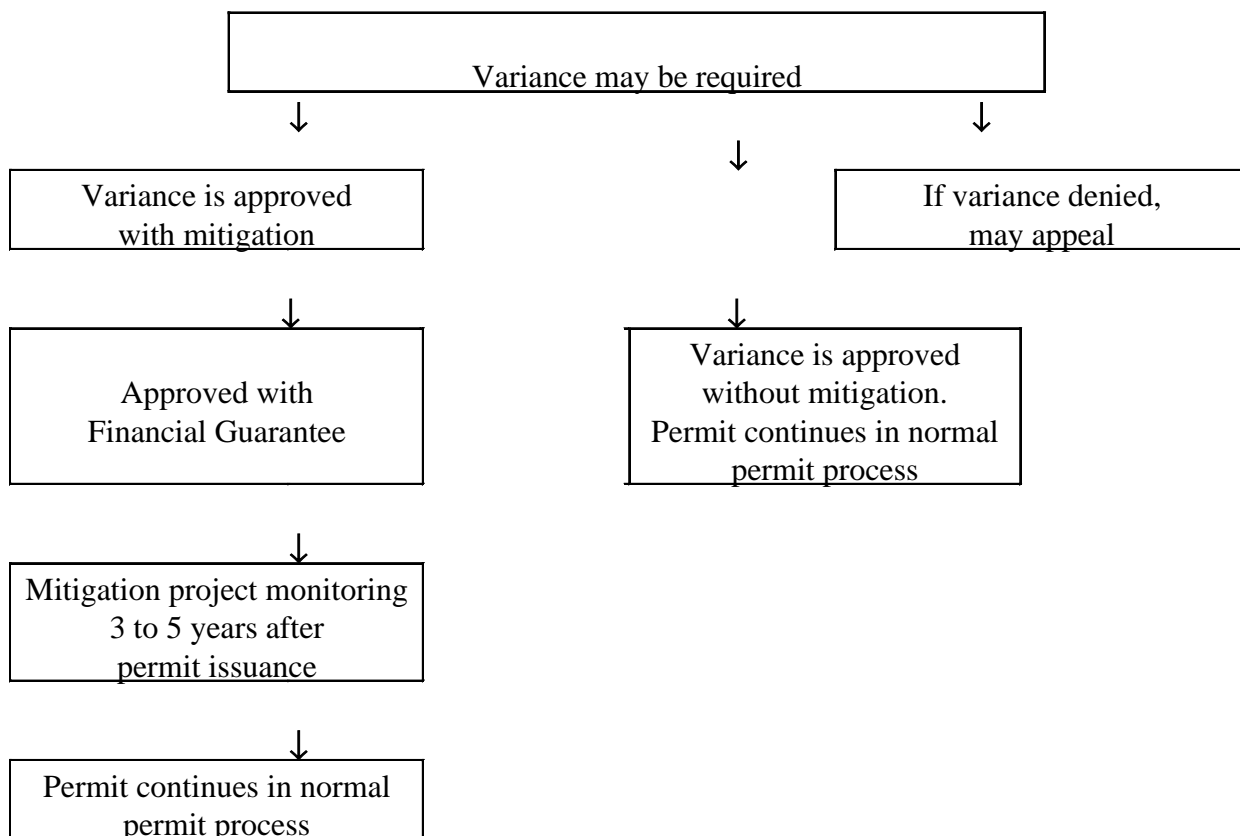 Variance may be required
↓
↓
↓
Variance is approved
with mitigation
If variance denied,
may appeal
↓
↓
Approved with
Financial Guarantee
Variance is approved
without mitigation.
Permit continues in normal
permit process
↓
Mitigation project monitoring
3 to 5 years after
permit issuance
↓
Permit continues in normal
permit process